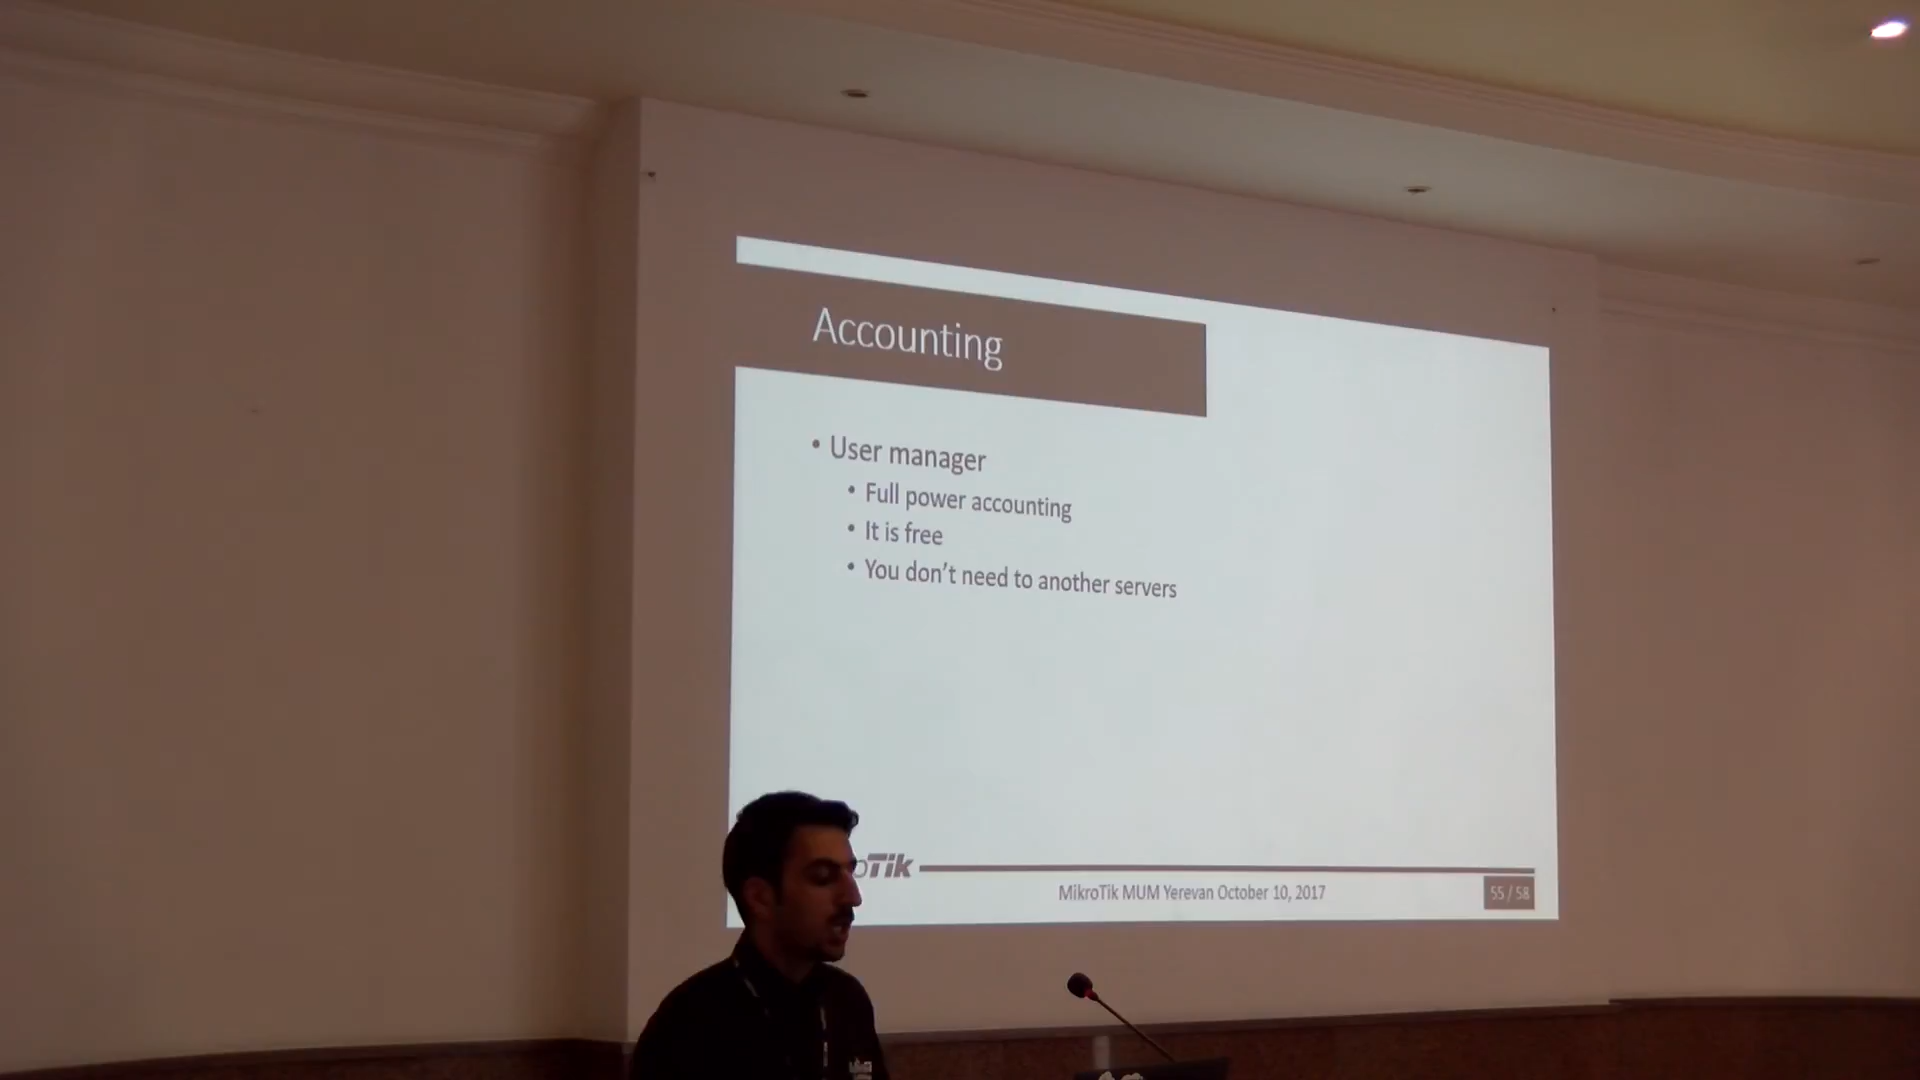 Accounting
• User manager
• Full power accounting
• It is free
• You don't need to another servers
oTik
MikroTik MUM Yerevan October 10, 2017
55 / 58